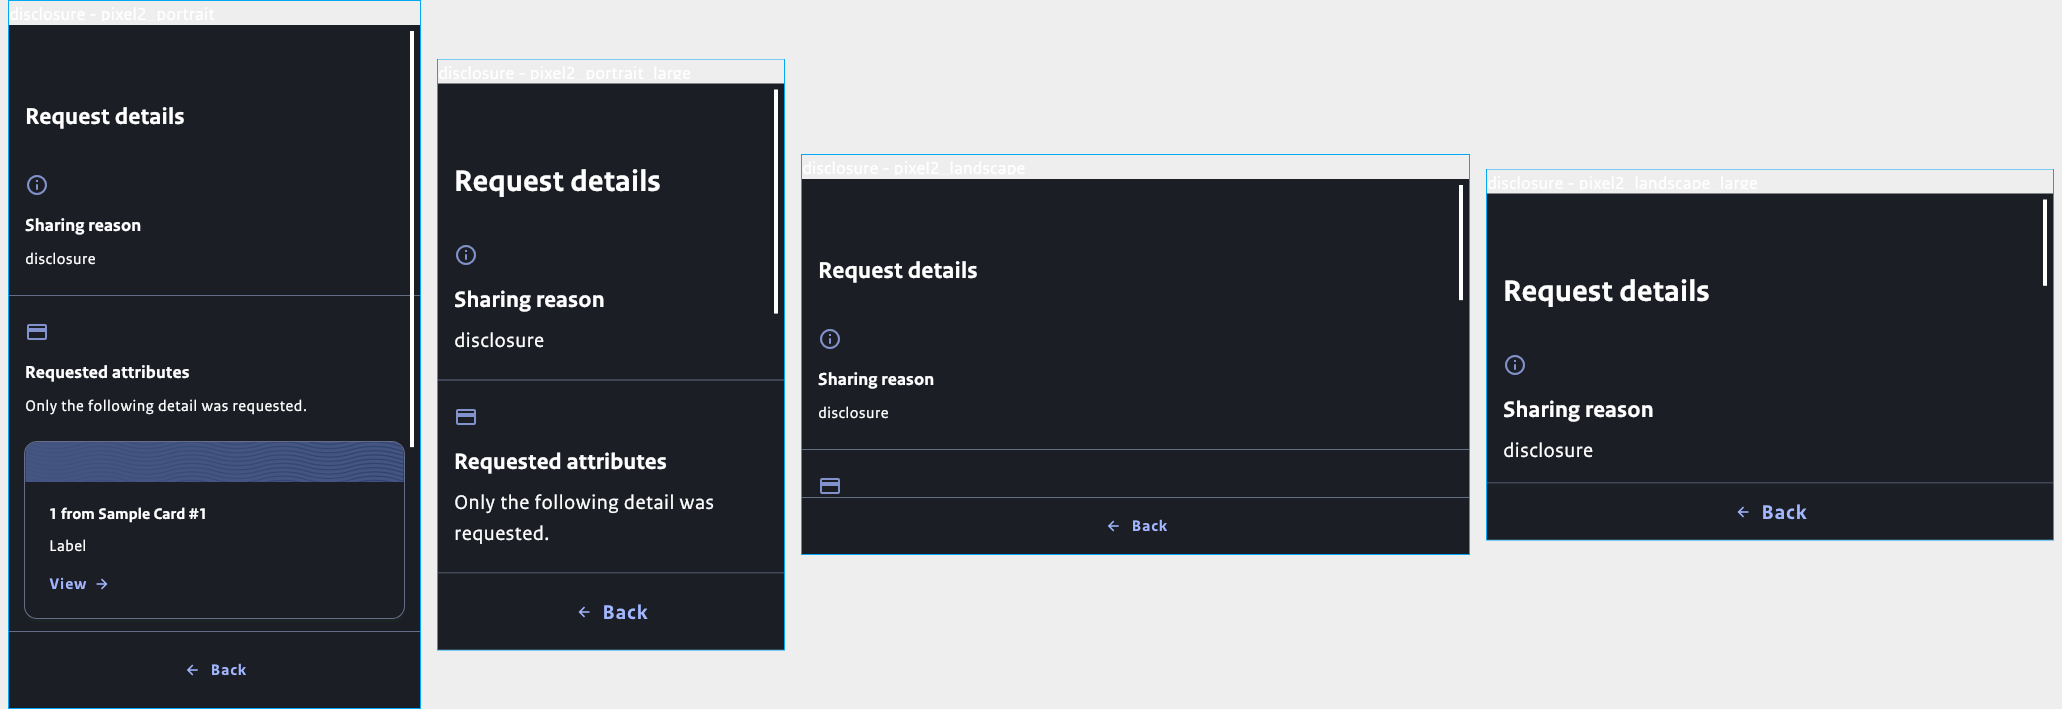 disclosure - pixel2_portrait
Request details
Sharing reason
disclosure
Requested attributes
Only the following detail was requested.
1 from Sample Card #1
Label
View
Back
disclosure - pixel2_portrait_large
Request details
Sharing reason
disclosure
Requested attributes
Only the following detail was
requested.
Back
disclosure - pixel2_landscape
Request details
Sharing reason
disclosure
Back
disclosure - pixel2_landscape_large
Request details
Sharing reason
disclosure
Back